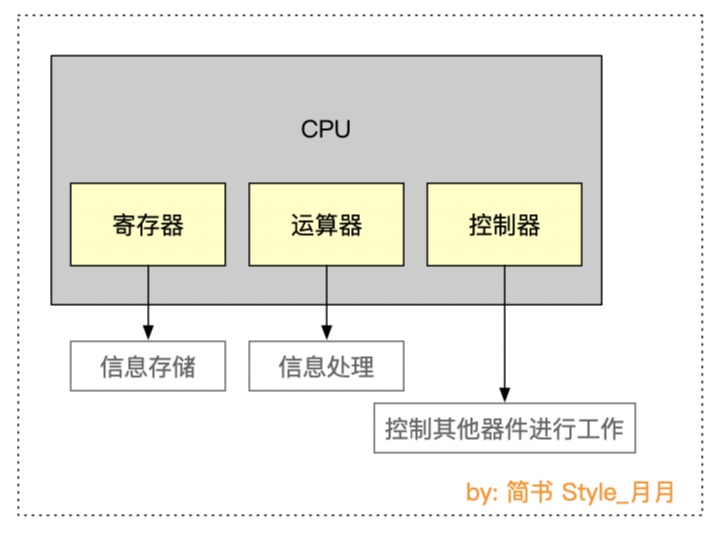 CPU
寄存器
运算器
控制器
信息存储
信息处理
控制其他器件进行工作
by: 简书 Style_月月